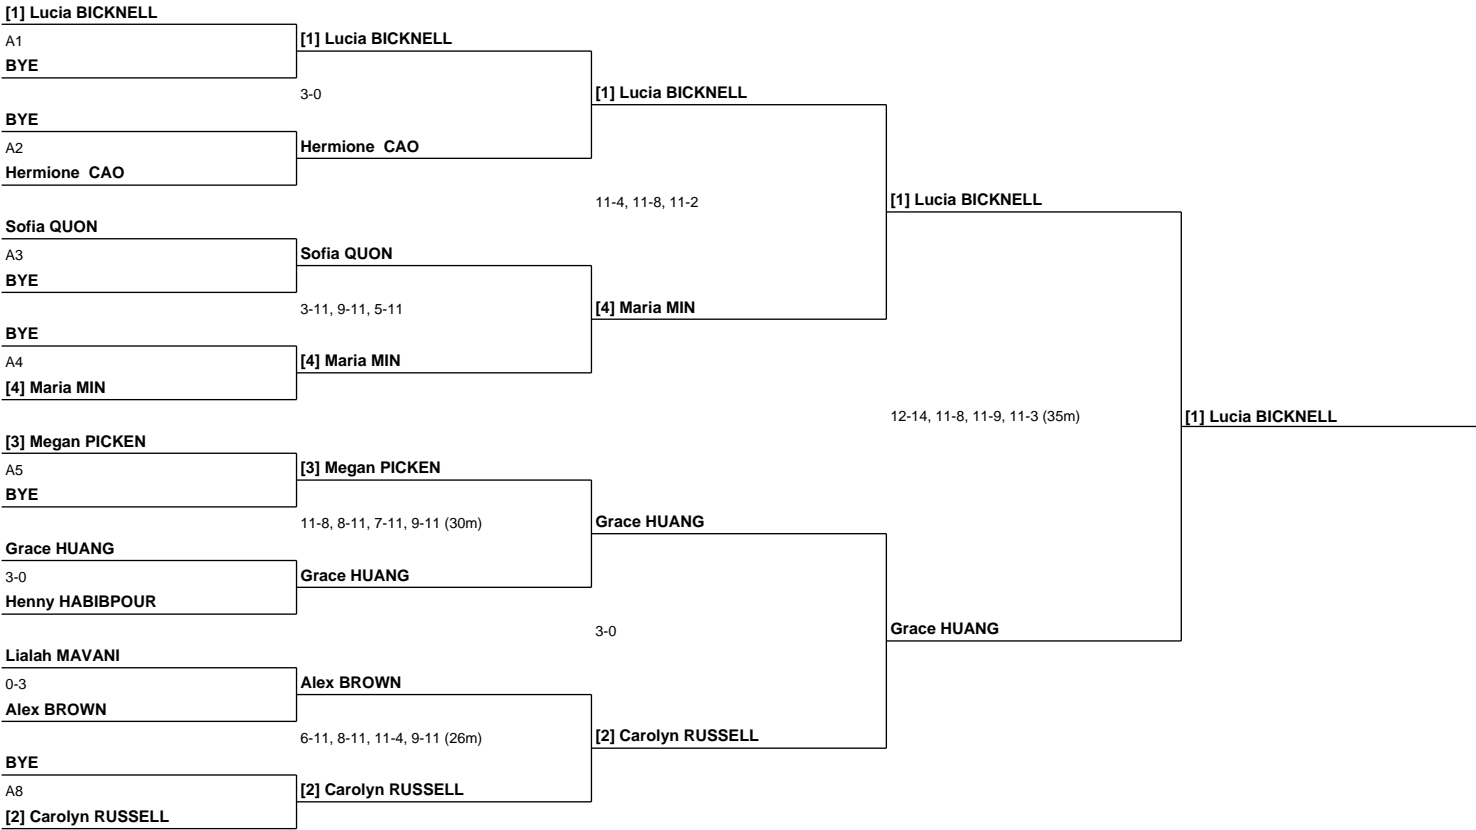 [1] Lucia BICKNELL
A1
BYE
BYE
A2
Hermione  CAO
Sofia QUON
A3
BYE
BYE
A4
[4] Maria MIN
[3] Megan PICKEN
A5
BYE
Grace HUANG
3-0
Henny HABIBPOUR
Lialah MAVANI
0-3
Alex BROWN
BYE
A8
[2] Carolyn RUSSELL
[1] Lucia BICKNELL
3-0
Hermione  CAO
Sofia QUON
3-11, 9-11, 5-11
[4] Maria MIN
[3] Megan PICKEN
11-8, 8-11, 7-11, 9-11 (30m)
Grace HUANG
Alex BROWN
6-11, 8-11, 11-4, 9-11 (26m)
[2] Carolyn RUSSELL
[1] Lucia BICKNELL
11-4, 11-8, 11-2
[4] Maria MIN
Grace HUANG
3-0
[2] Carolyn RUSSELL
[1] Lucia BICKNELL
12-14, 11-8, 11-9, 11-3 (35m)
Grace HUANG
[1] Lucia BICKNELL